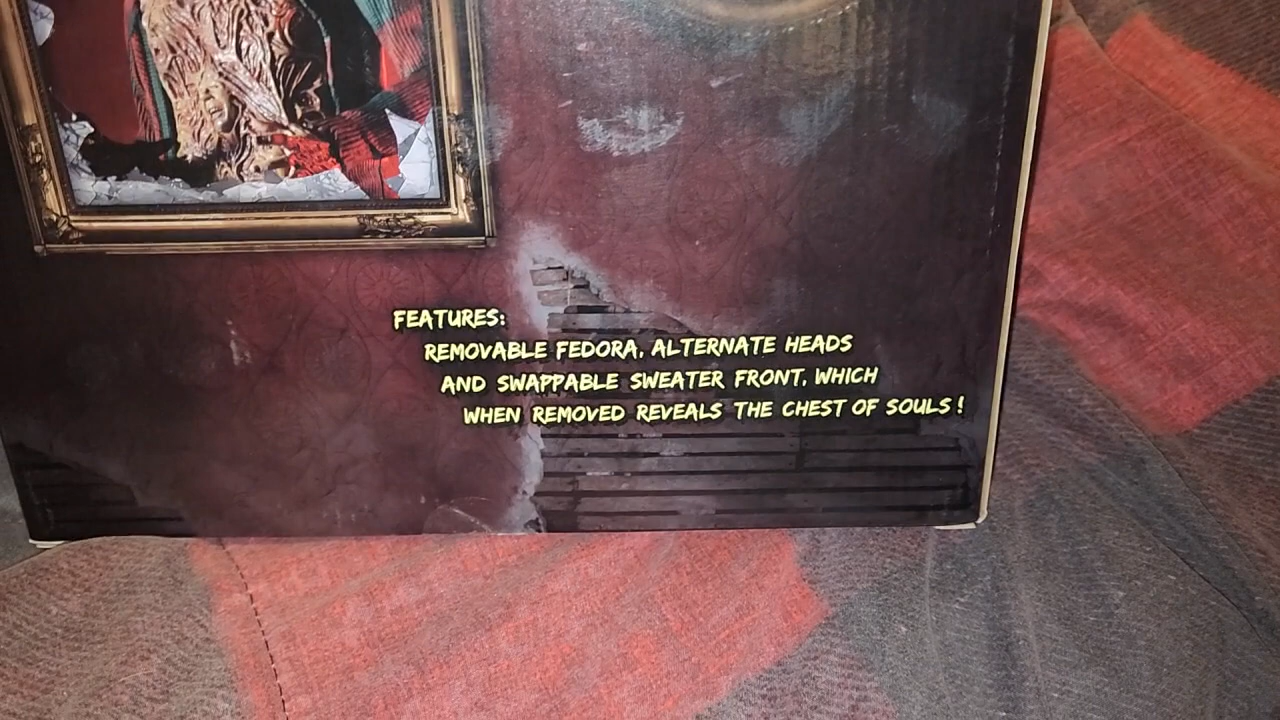 FEATURES:
REMOVABLE FEDORA, ALTERNATE HEADS
AND SWAPPABLE SWEATER FRONT, WHICH
WHEN REMOVED REVEALS THE CHEST OF SOULS!